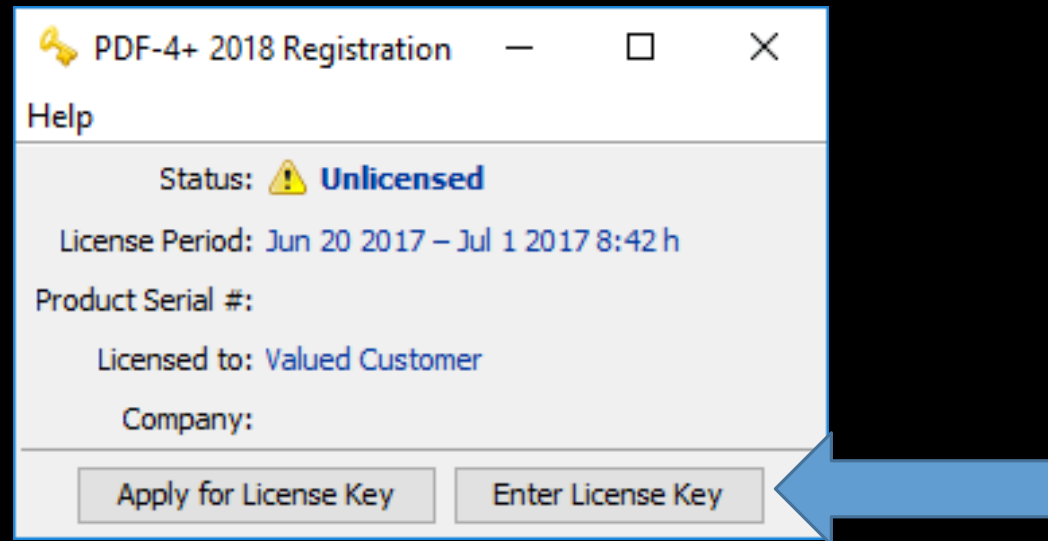 PDF-4+ 2018 Registration
Help
Status: Unlicensed
License Period: Jun 20 2017 – Jul 1 2017 8:42 h
Product Serial #:
Licensed to: Valued Customer
Company:
Apply for License Key Enter License Key